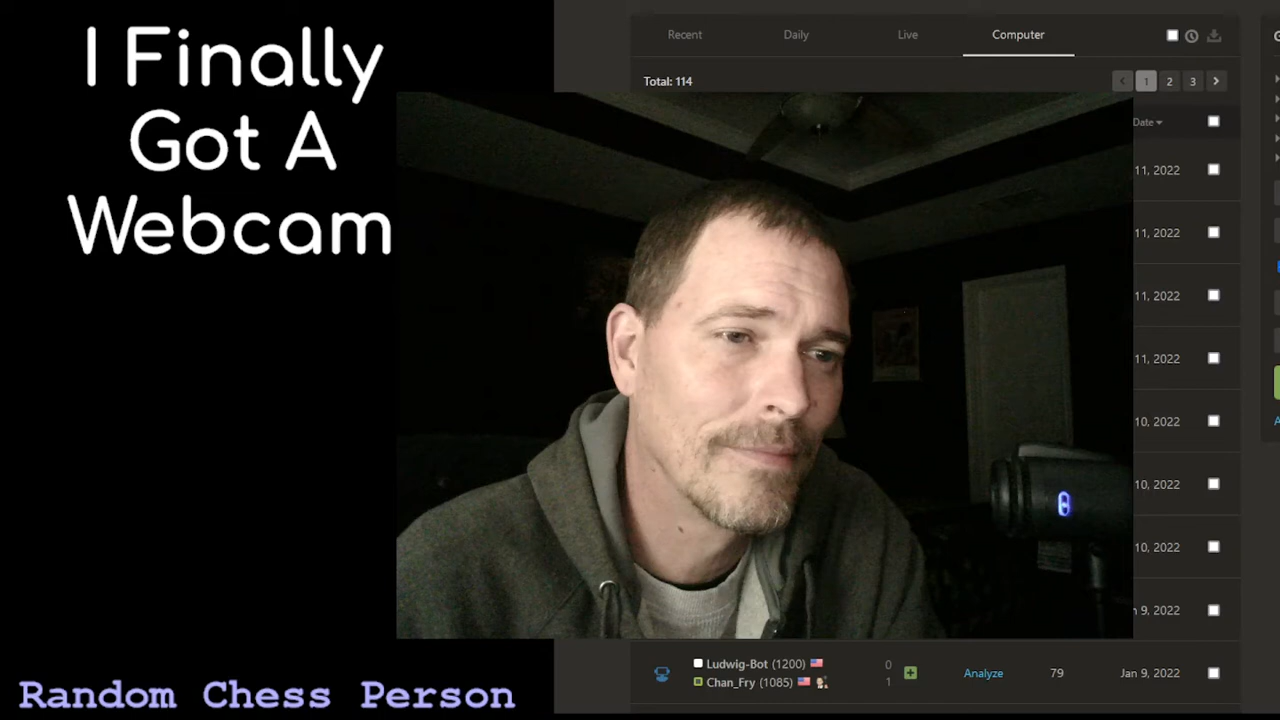 I Finally
Got A
Webcam
Recent Daily Live Computer
Total: 114
1 2 3
Date
11, 2022
11, 2022
11, 2022
11, 2022
10, 2022
10, 2022
10, 2022
9, 2022
Ludwig-Bot (1200) 0
Chan_Fry (1085) 1
Analyze 79 Jan 9, 2022
Random Chess Person